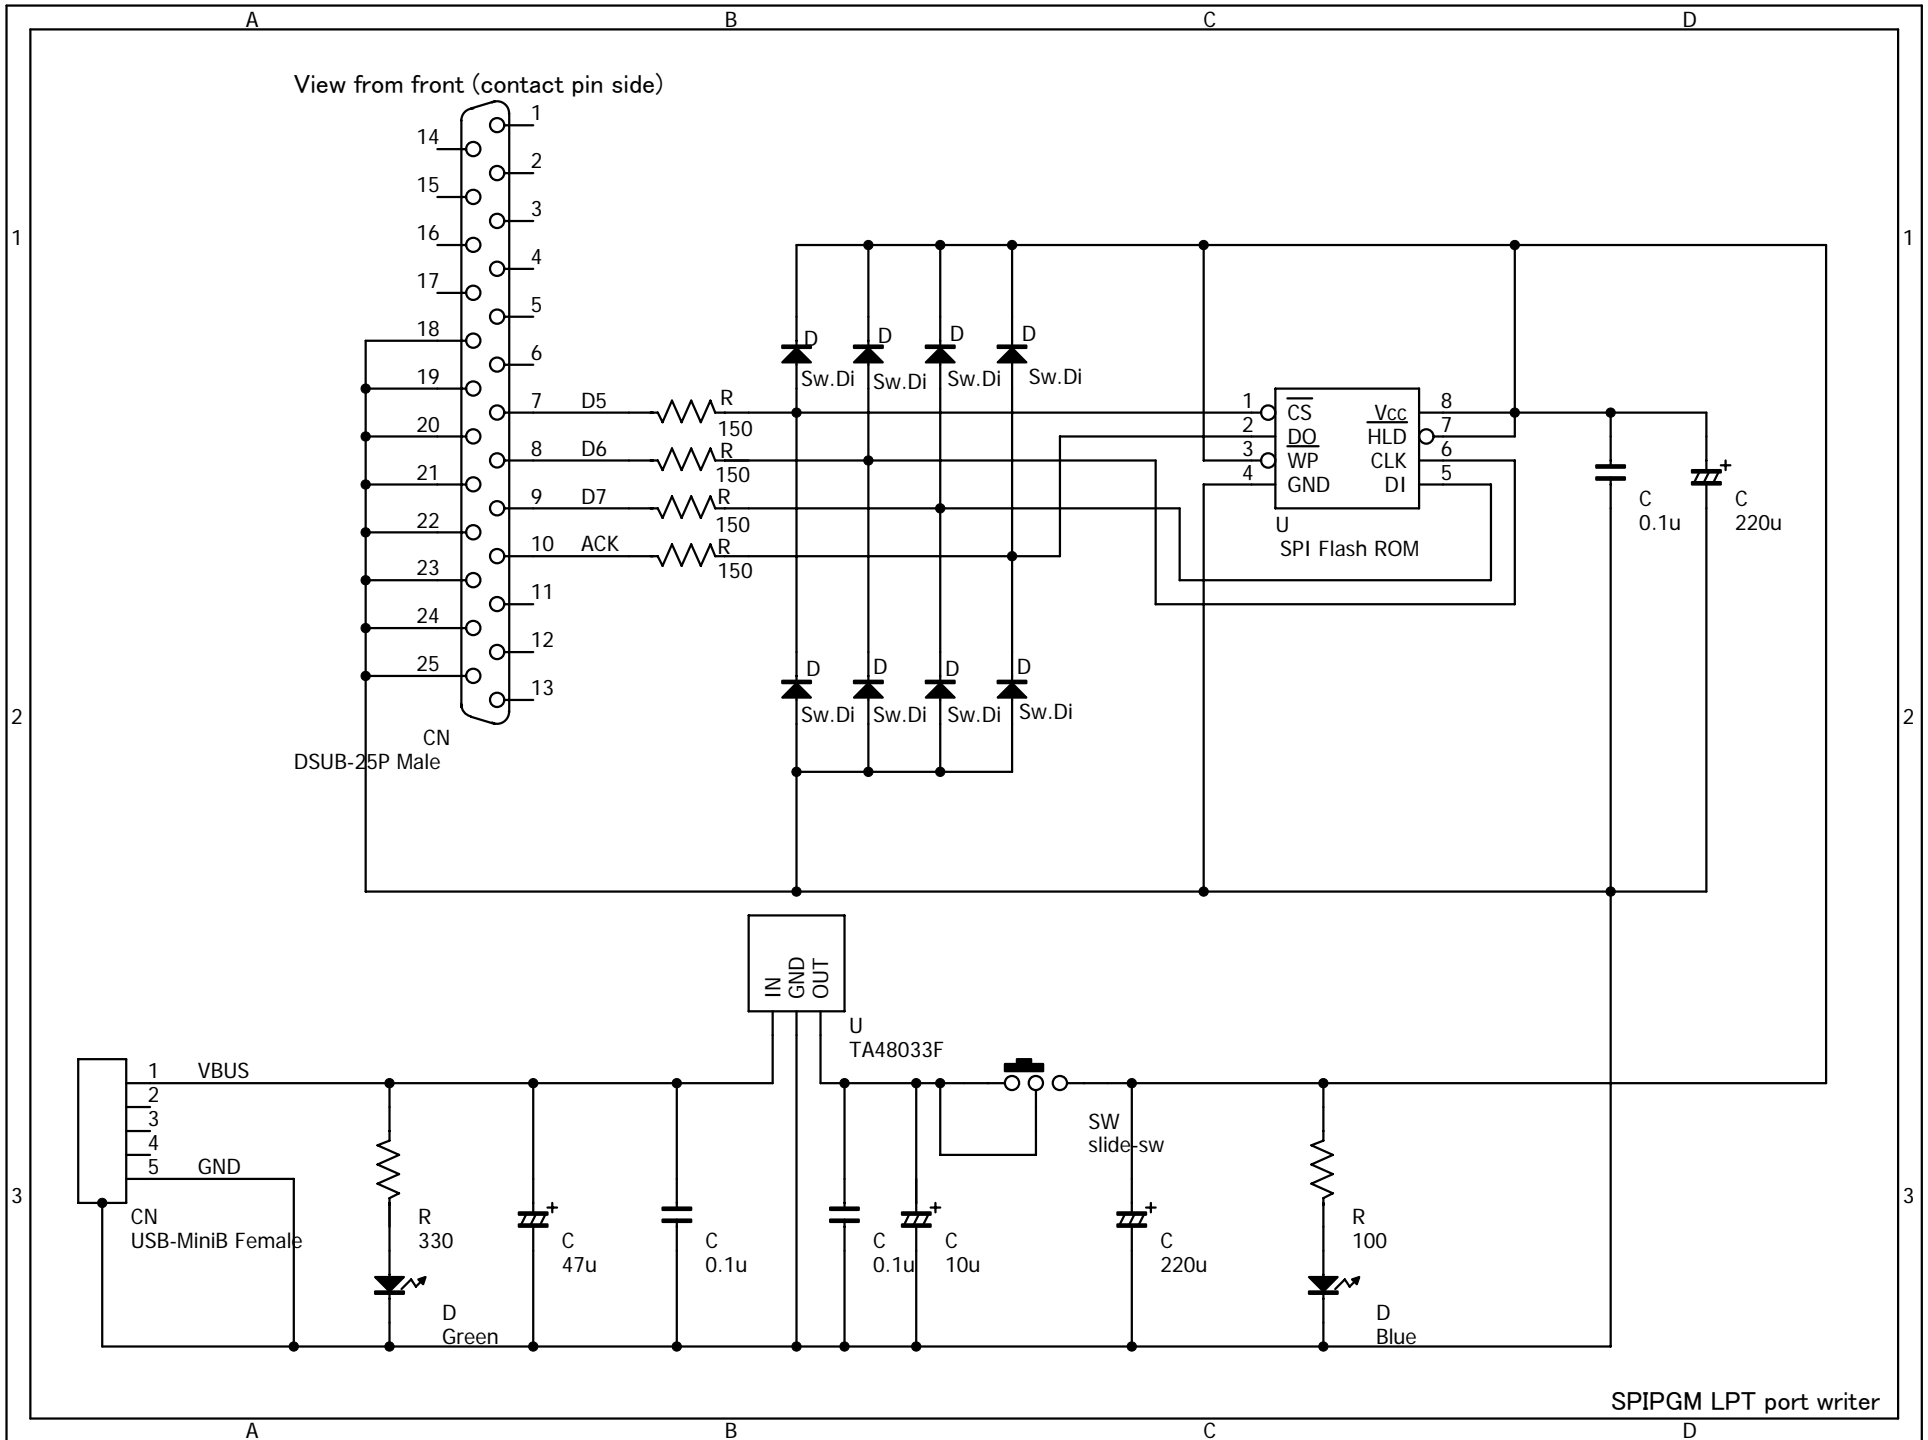 A B C D
View from front (contact pin side)
1
14
2
15
3
1 16 1
4
17
5
18
6
19
7 D5 R 150
20
8 D6 R 150
21
9 D7 R 150
22
10 ACK R 150
23
11
24
12
25
13
CN
DSUB-25P Male
D D D D
Sw.Di Sw.Di Sw.Di Sw.Di
D D D D
Sw.Di Sw.Di Sw.Di Sw.Di
1 CS Vcc 8
2 DO HLD 7
3 WP CLK 6
4 GND DI 5
U
SPI Flash ROM
C
0.1u
C
220u
2 2
IN
GND
OUT
U
TA48033F
1 VBUS
2
3
4
5 GND
CN
USB-MiniB Female
SW
slide-sw
3 3
R
330
D
Green
C
47u
C
0.1u
C
0.1u
C
10u
C
220u
R
100
D
Blue
SPIPGM LPT port writer
A B C D